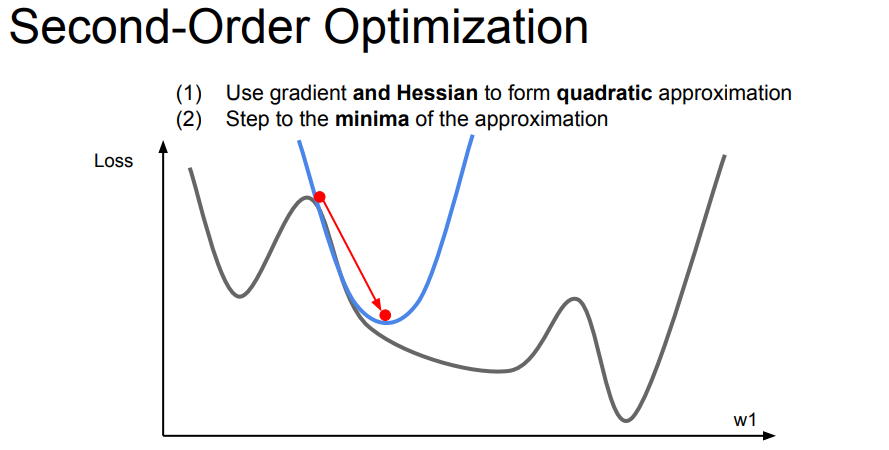 Second-Order Optimization
(1) Use gradient and Hessian to form quadratic approximation
(2) Step to the minima of the approximation
Loss
w1